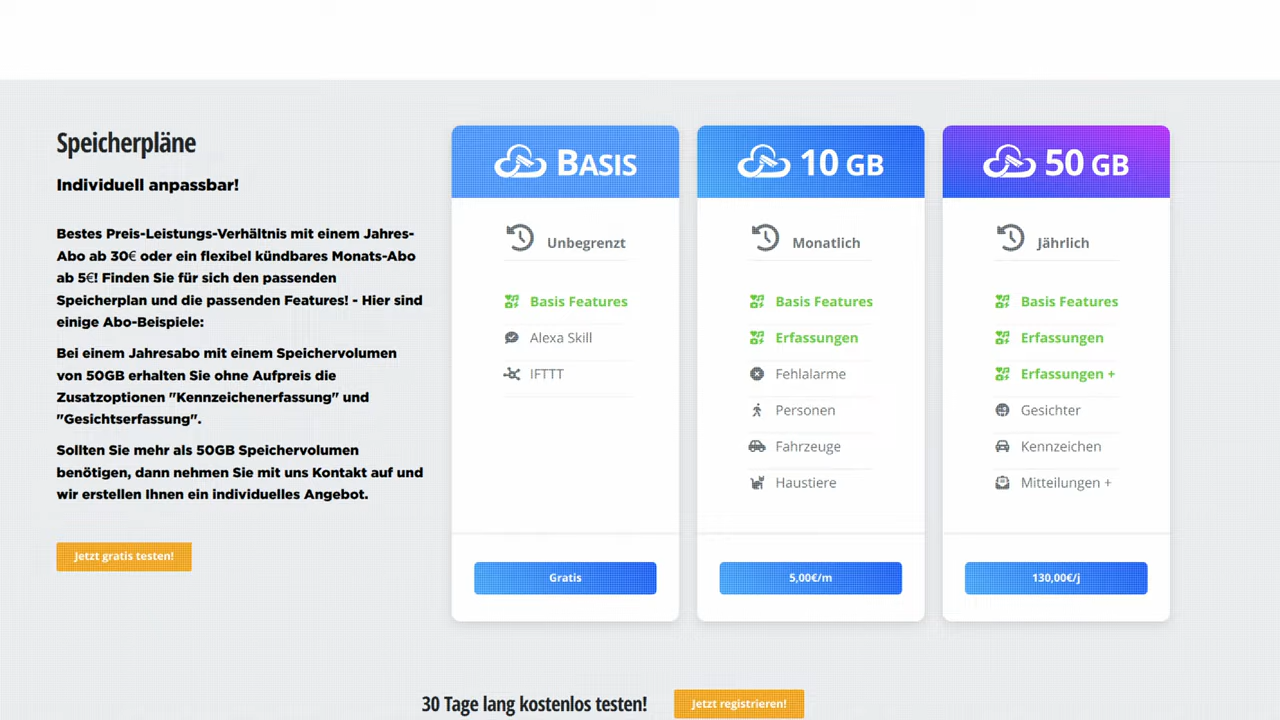 Speicherpläne
Individuell anpassbar!
Bestes Preis-Leistungs-Verhältnis mit einem Jahres-
Abo ab 30€ oder ein flexibel kündbares Monats-Abo
ab 5€! Finden Sie für sich den passenden
Speicherplan und die passenden Features! - Hier sind
einige Abo-Beispiele:
Bei einem Jahresabo mit einem Speichervolumen
von 50GB erhalten Sie ohne Aufpreis die
Zusatzoptionen "Kennzeichenerfassung" und
"Gesichtserfassung".
Sollten Sie mehr als 50GB Speichervolumen
benötigen, dann nehmen Sie mit uns Kontakt auf und
wir erstellen Ihnen ein individuelles Angebot.
Jetzt gratis testen!
Basis
Unbegrenzt
Basis Features
Alexa Skill
IFTTT
Gratis
10 GB
Monatlich
Basis Features
Erfassungen
Fehlalarme
Personen
Fahrzeuge
Haustiere
5,00€/m
50 GB
Jährlich
Basis Features
Erfassungen
Erfassungen +
Gesichter
Kennzeichen
Mitteilungen +
130,00€/j
30 Tage lang kostenlos testen!
Jetzt registrieren!